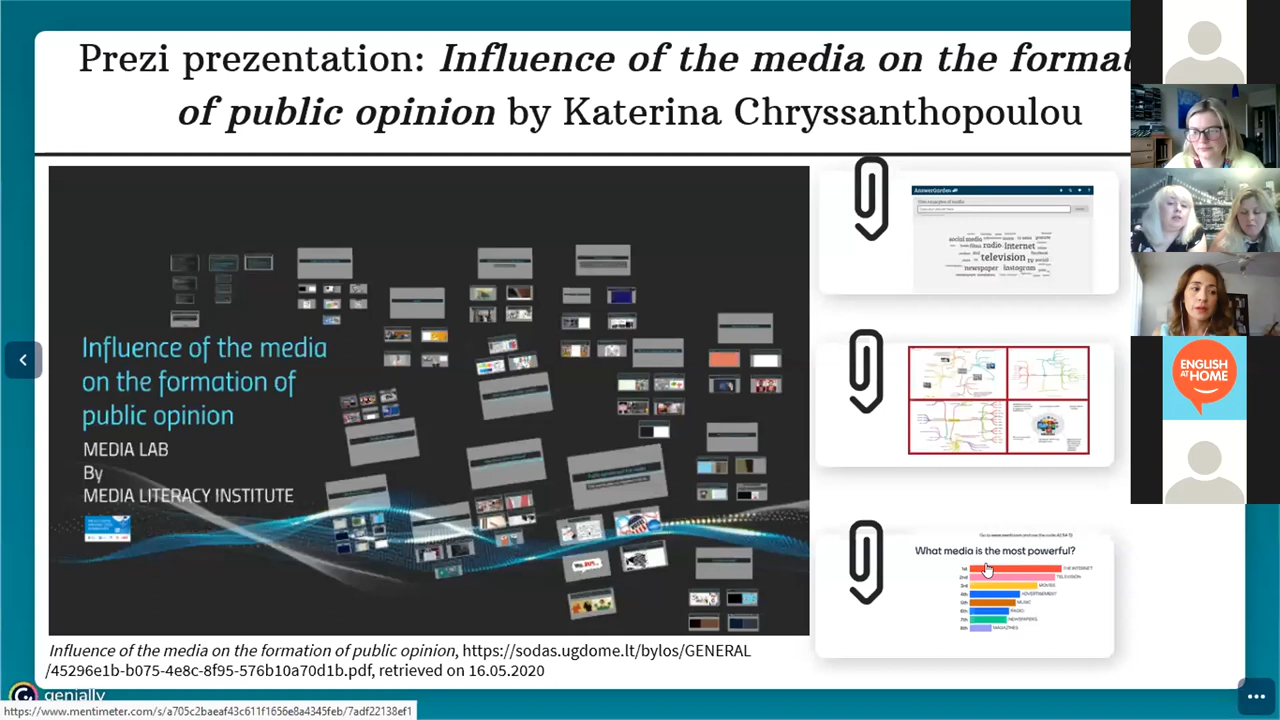 Prezi prezentation: Influence of the media on the format
of public opinion by Katerina Chryssanthopoulou
Influence of the media
on the formation of
public opinion
MEDIA LAB
By
MEDIA LITERACY INSTITUTE
AnswerGarden
social media
radio internet
television
newspaper instagram
What media is the most powerful?
1st THE INTERNET
2nd TELEVISION
3rd MOVIES
4th ADVERTISEMENT
5th MUSIC
6th RADIO
7th NEWSPAPERS
8th MAGAZINES
ENGLISH
AT HOME
Influence of the media on the formation of public opinion, https://sodas.ugdome.lt/bylos/GENERAL
/45296e1b-b075-4e8c-8f95-576b10a70d1b.pdf, retrieved on 16.05.2020
genially
https://www.mentimeter.com/s/a705c2baeaf43c611f1656e8a4345feb/7adf22138ef1